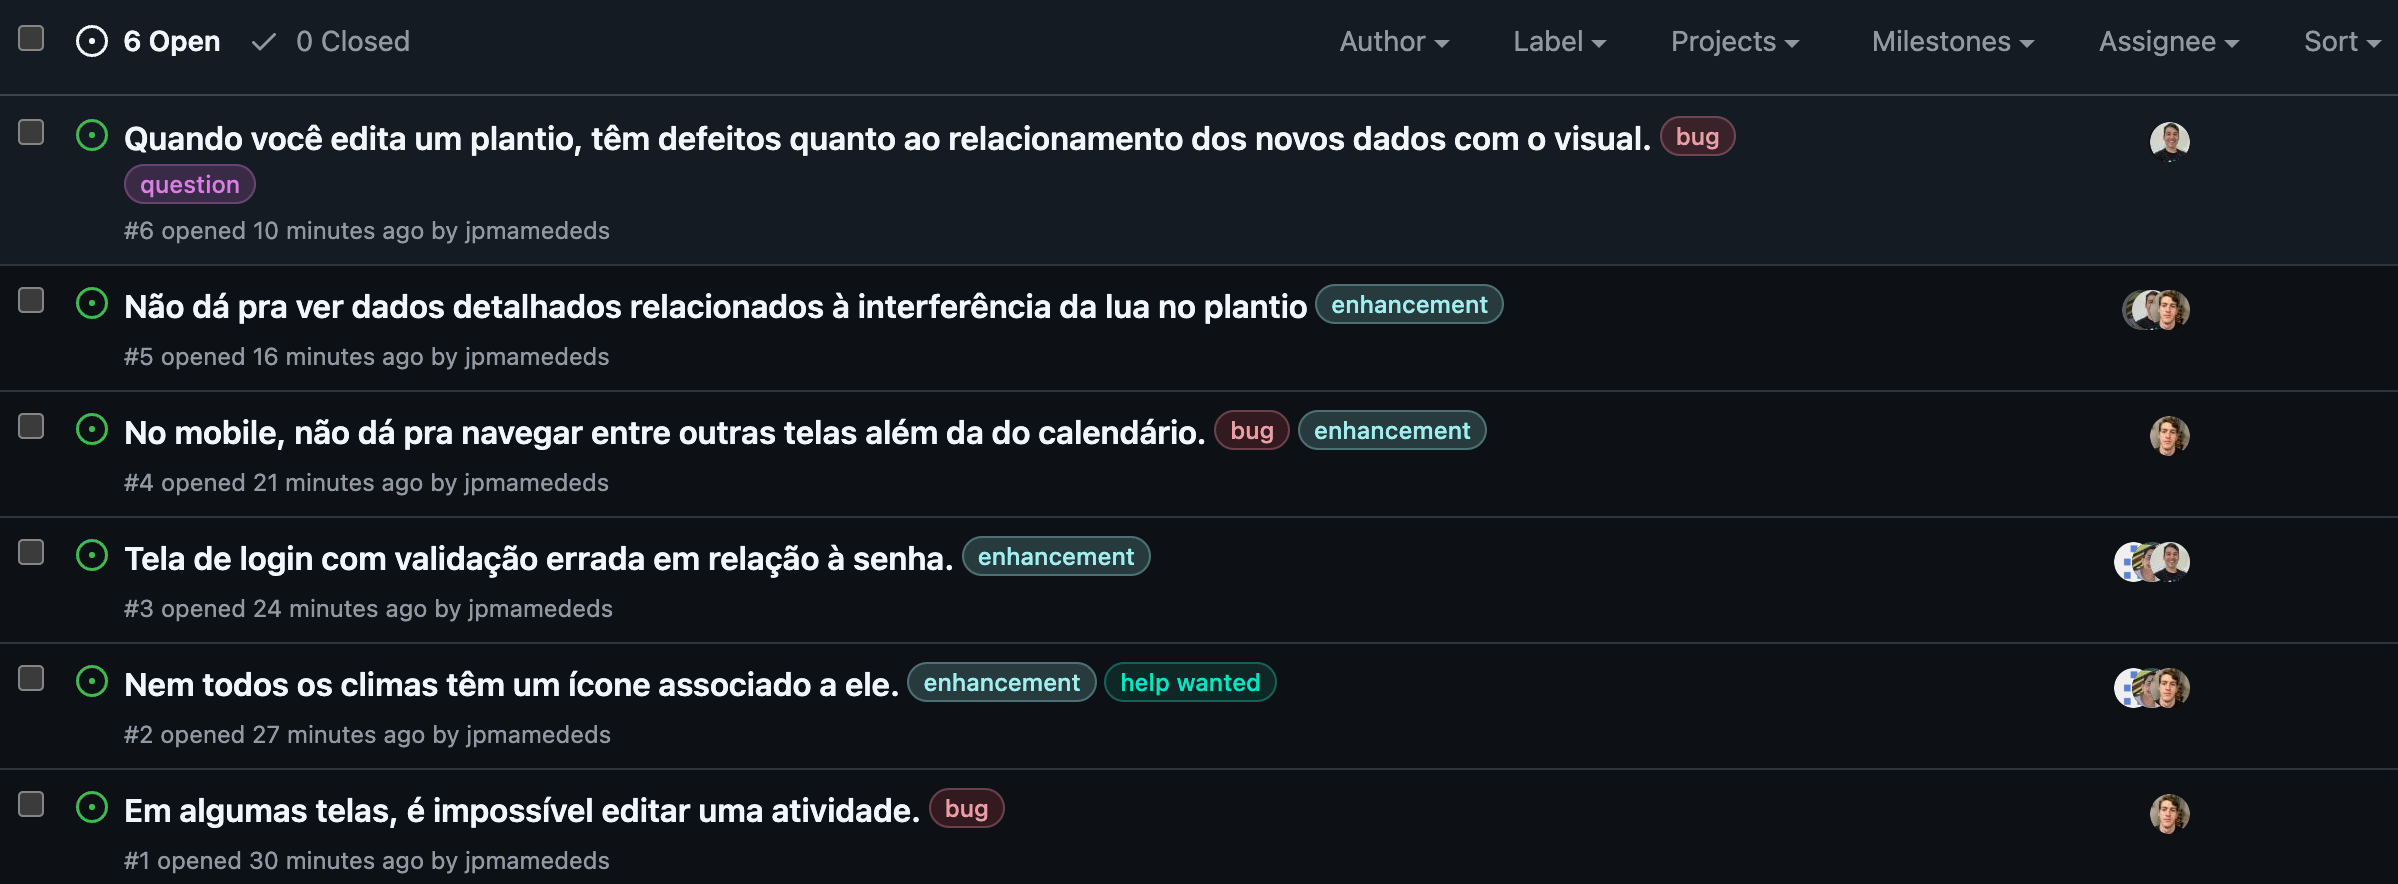 6 Open 0 Closed Author Label Projects Milestones Assignee Sort
Quando você edita um plantio, têm defeitos quanto ao relacionamento dos novos dados com o visual. bug
question
#6 opened 10 minutes ago by jpmamededs
Não dá pra ver dados detalhados relacionados à interferência da lua no plantio enhancement
#5 opened 16 minutes ago by jpmamededs
No mobile, não dá pra navegar entre outras telas além da do calendário. bug enhancement
#4 opened 21 minutes ago by jpmamededs
Tela de login com validação errada em relação à senha. enhancement
#3 opened 24 minutes ago by jpmamededs
Nem todos os climas têm um ícone associado a ele. enhancement help wanted
#2 opened 27 minutes ago by jpmamededs
Em algumas telas, é impossível editar uma atividade. bug
#1 opened 30 minutes ago by jpmamededs